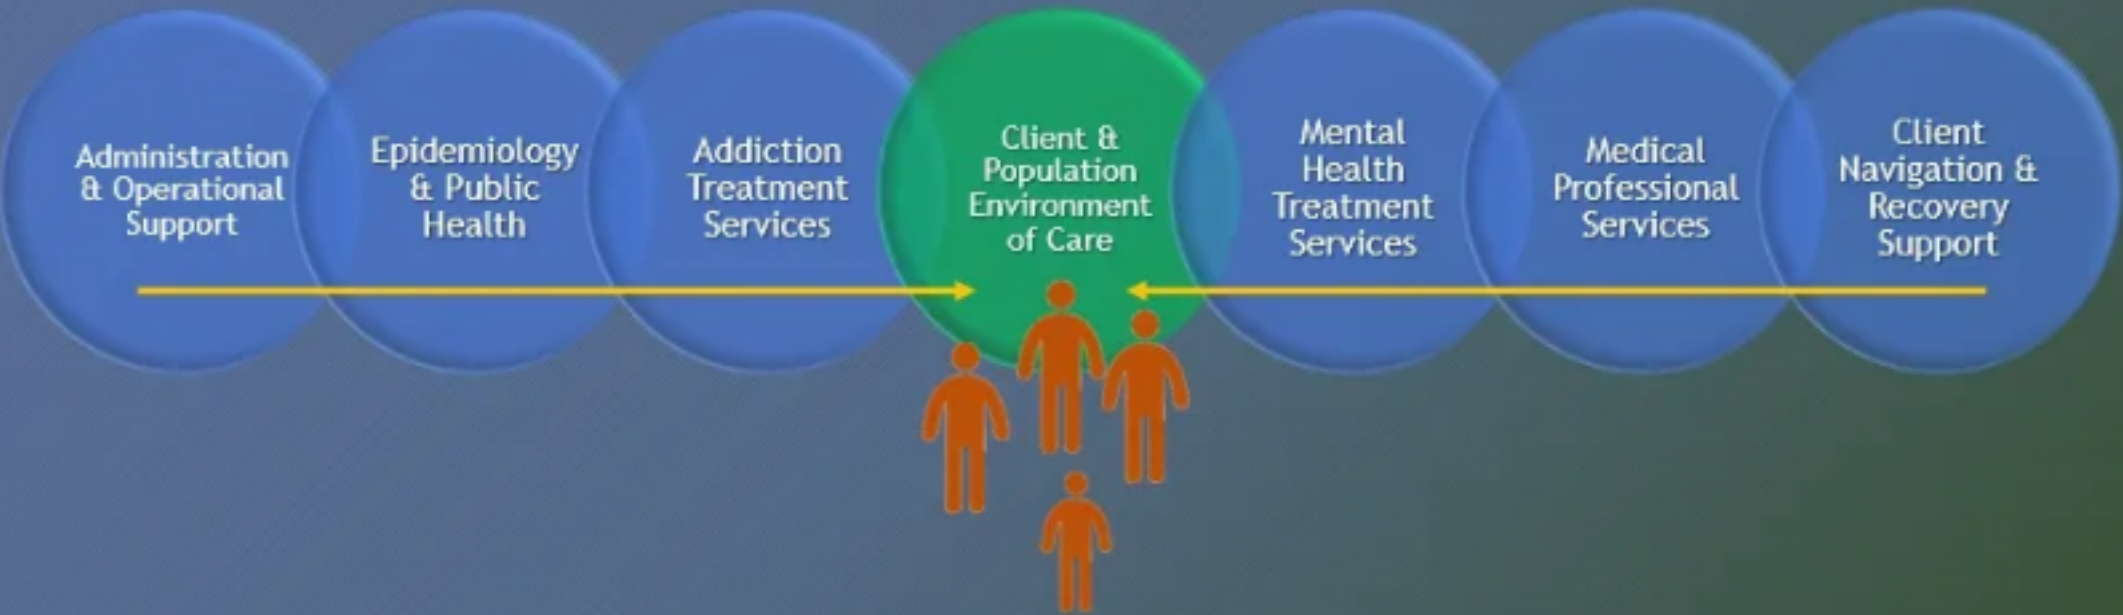 Administration
& Operational
Support
Epidemiology
& Public
Health
Addiction
Treatment
Services
Client &
Population
Environment
of Care
Mental
Health
Treatment
Services
Medical
Professional
Services
Client
Navigation &
Recovery
Support